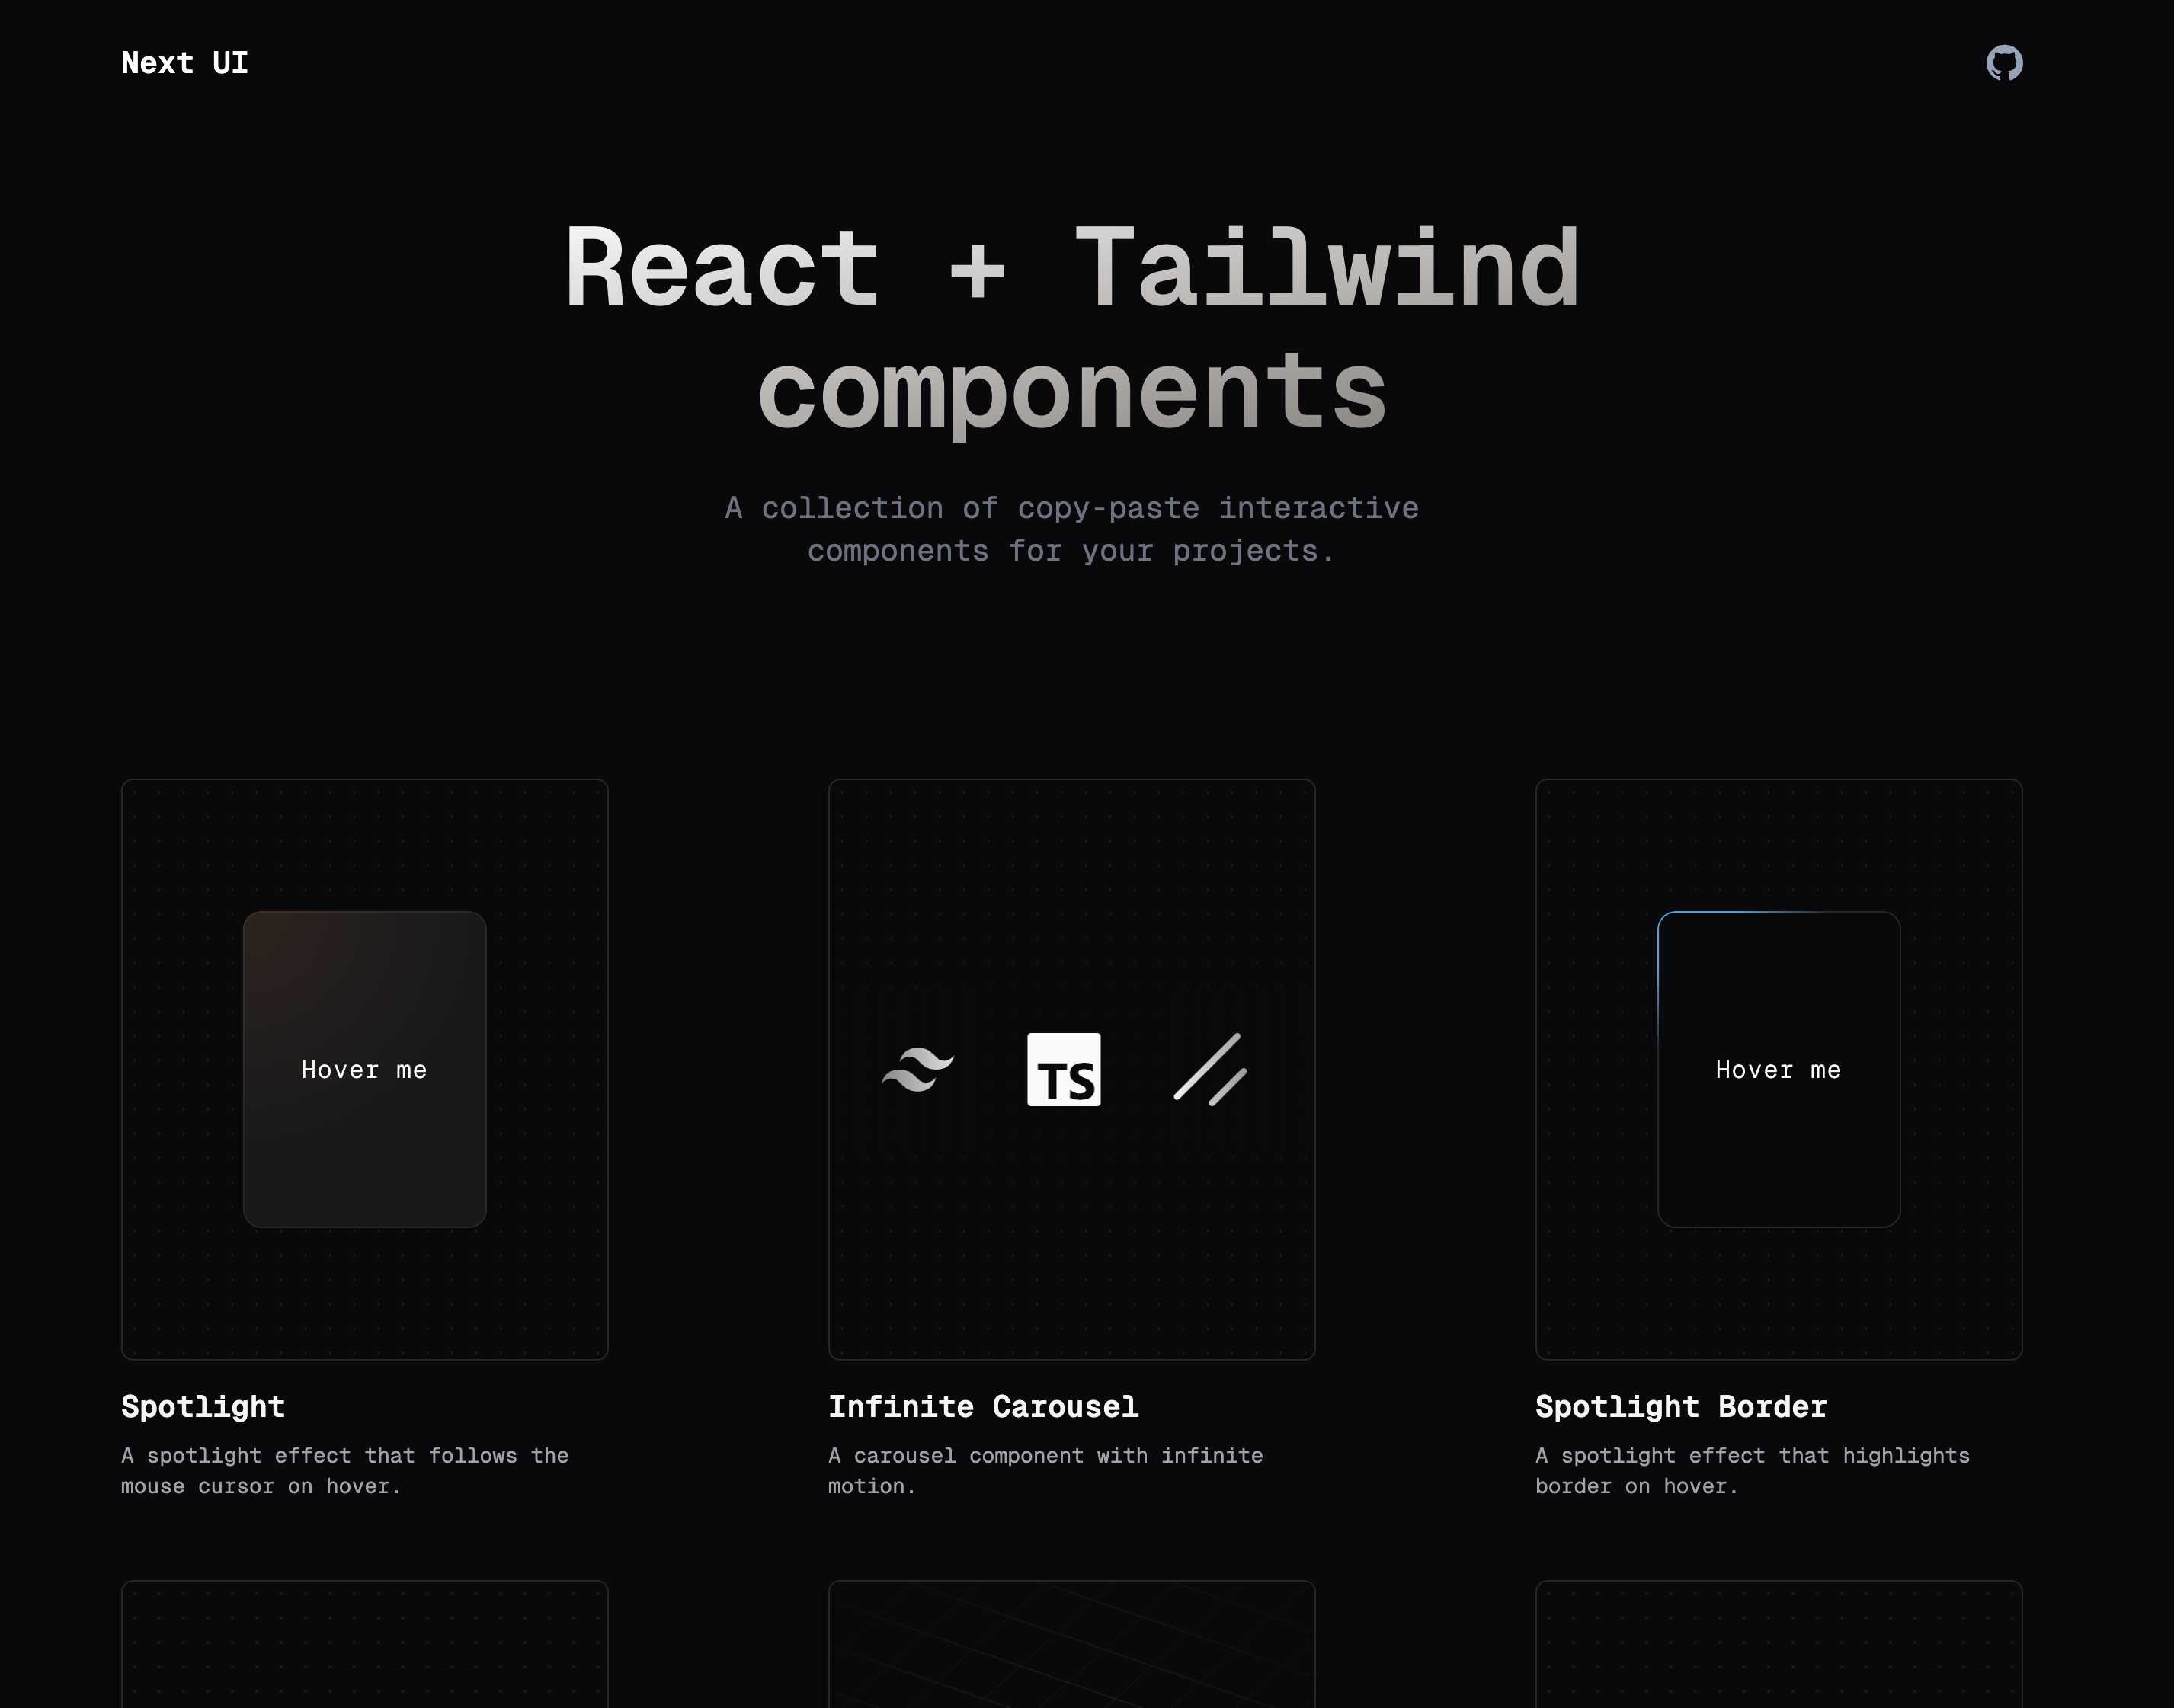 Next UI
React + Tailwind
components
A collection of copy-paste interactive
components for your projects.
Hover me
TS
Hover me
Spotlight
A spotlight effect that follows the
mouse cursor on hover.
Infinite Carousel
A carousel component with infinite
motion.
Spotlight Border
A spotlight effect that highlights
border on hover.